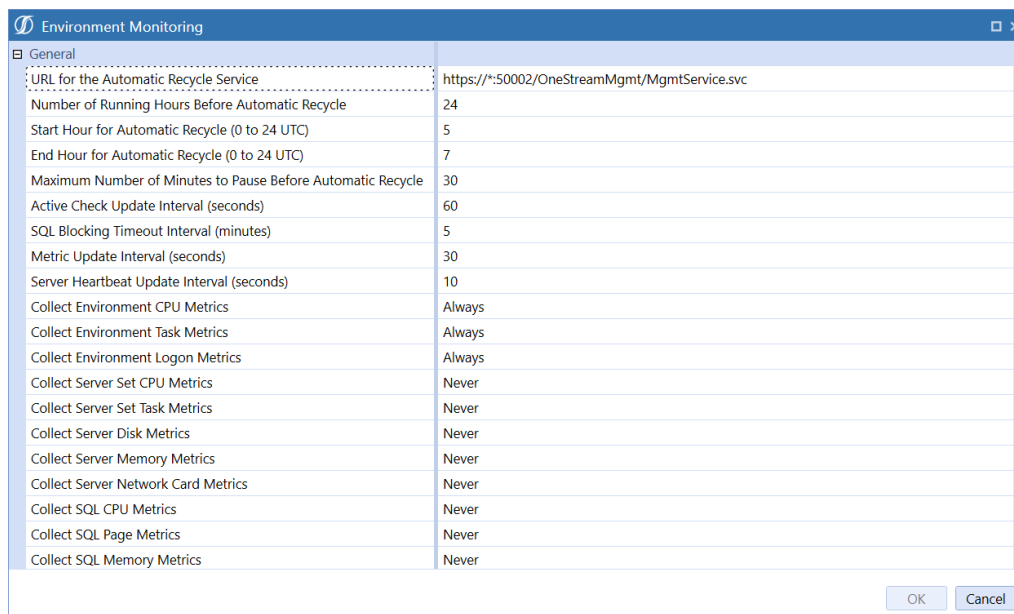 Environment Monitoring
General
URL for the Automatic Recycle Service https://*:50002/OneStreamMgmt/MgmtService.svc
Number of Running Hours Before Automatic Recycle 24
Start Hour for Automatic Recycle (0 to 24 UTC) 5
End Hour for Automatic Recycle (0 to 24 UTC) 7
Maximum Number of Minutes to Pause Before Automatic Recycle 30
Active Check Update Interval (seconds) 60
SQL Blocking Timeout Interval (minutes) 5
Metric Update Interval (seconds) 30
Server Heartbeat Update Interval (seconds) 10
Collect Environment CPU Metrics Always
Collect Environment Task Metrics Always
Collect Environment Logon Metrics Always
Collect Server Set CPU Metrics Never
Collect Server Set Task Metrics Never
Collect Server Disk Metrics Never
Collect Server Memory Metrics Never
Collect Server Network Card Metrics Never
Collect SQL CPU Metrics Never
Collect SQL Page Metrics Never
Collect SQL Memory Metrics Never
OK Cancel